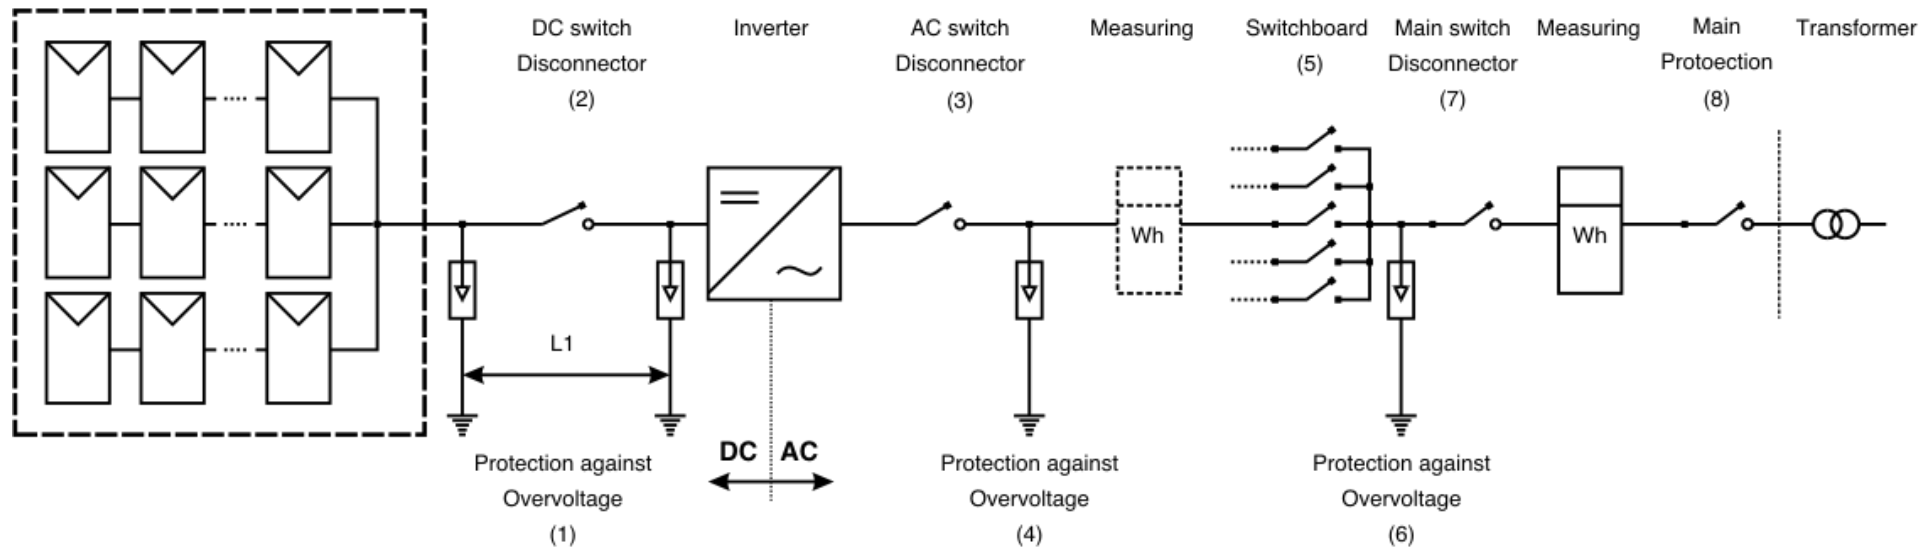 DC switch
Disconnector
(2)
Inverter
AC switch
Disconnector
(3)
Measuring
Switchboard
(5)
Main switch
Disconnector
(7)
Measuring
Main
Protoection
(8)
Transformer
Wh
Wh
L1
DC
AC
Protection against
Overvoltage
(1)
Protection against
Overvoltage
(4)
Protection against
Overvoltage
(6)